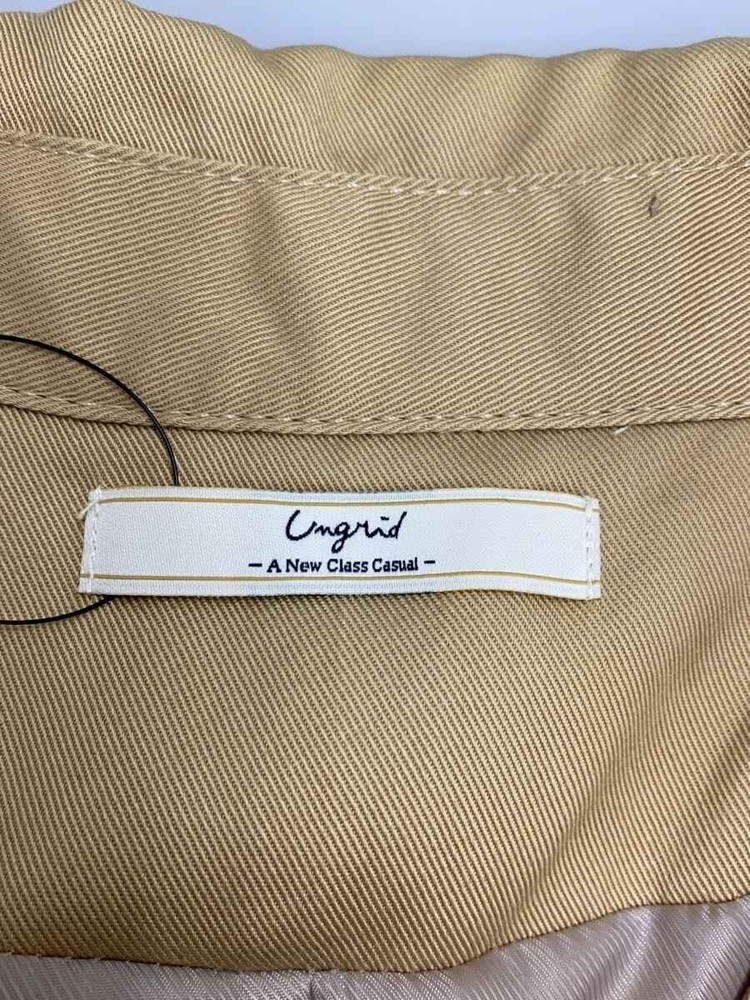 Ungrid
– A New Class Casual –